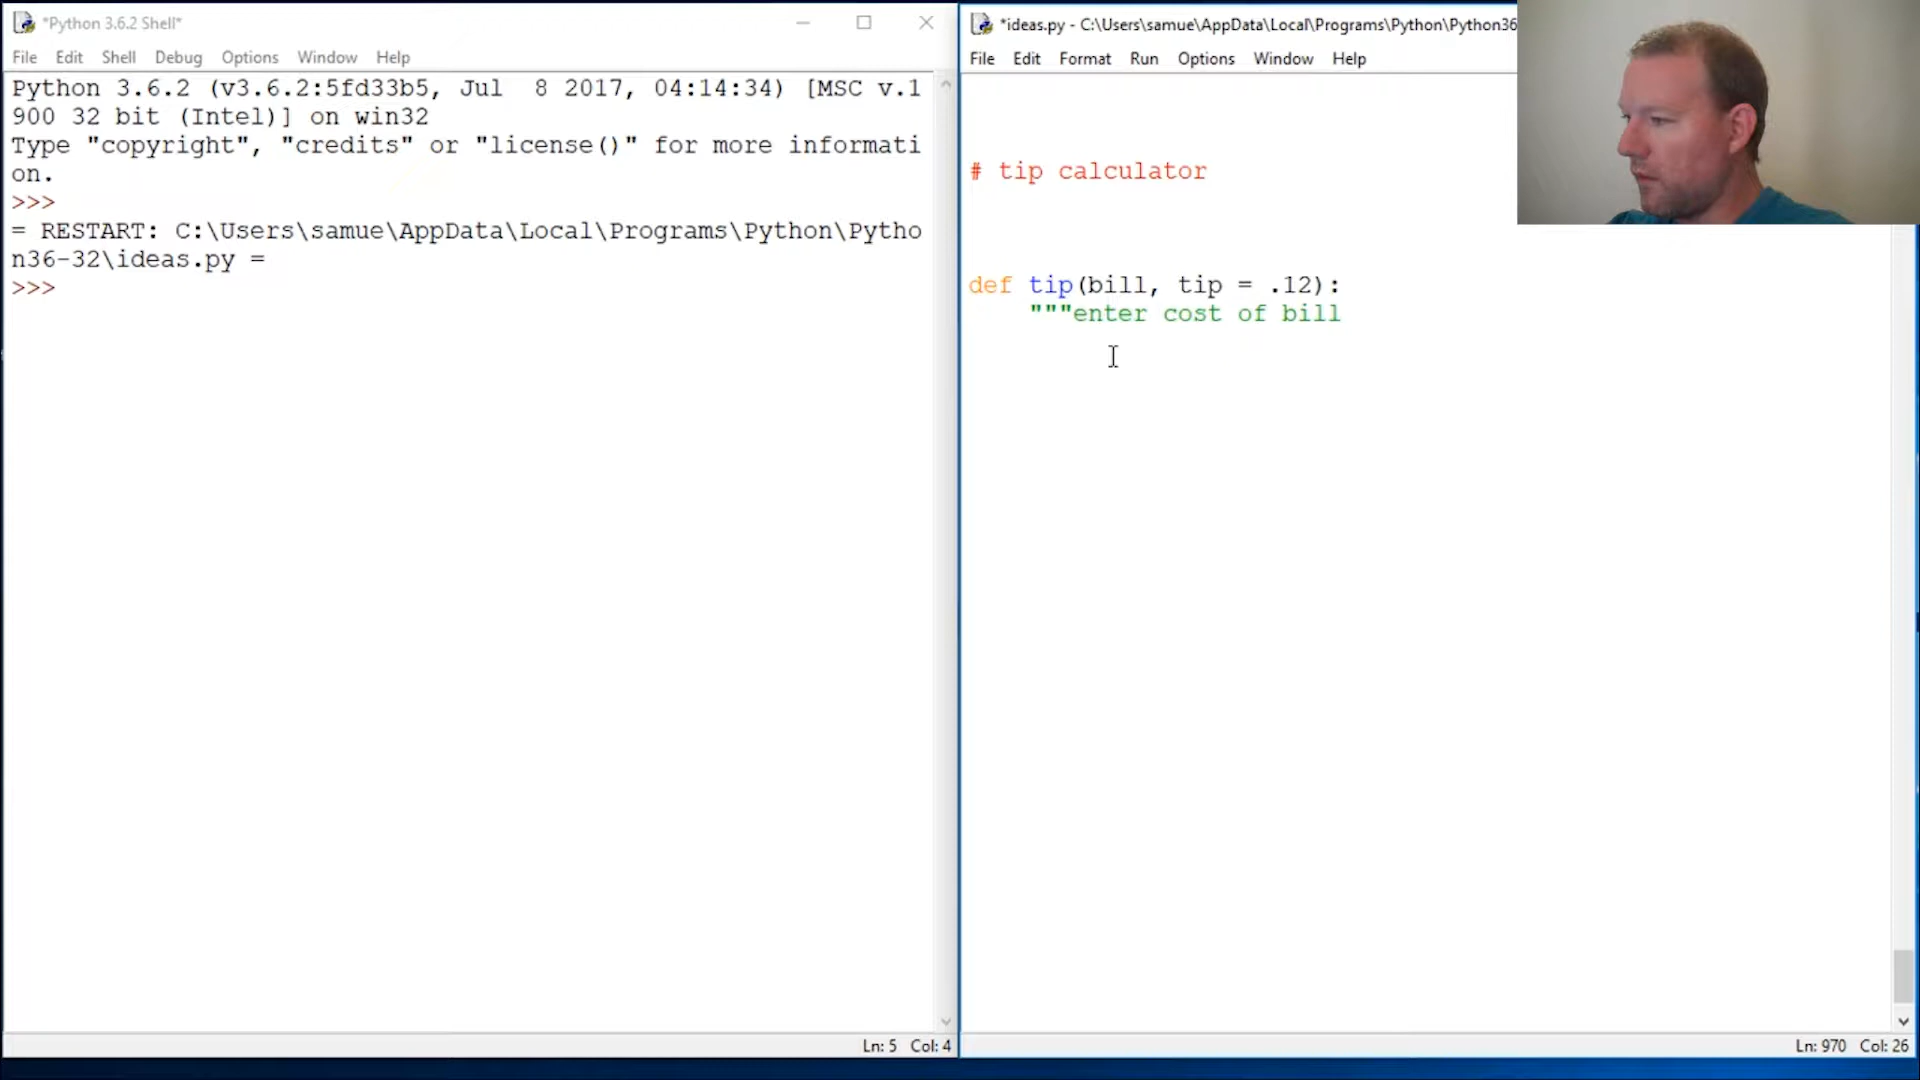 *Python 3.6.2 Shell*
File Edit Shell Debug Options Window Help
Python 3.6.2 (v3.6.2:5fd33b5, Jul  8 2017, 04:14:34) [MSC v.1
900 32 bit (Intel)] on win32
Type "copyright", "credits" or "license()" for more informati
on.
>>>
= RESTART: C:\Users\samue\AppData\Local\Programs\Python\Pytho
n36-32\ideas.py =
>>>
Ln: 5 Col: 4
*ideas.py - C:\Users\samue\AppData\Local\Programs\Python\Python36
File Edit Format Run Options Window Help
# tip calculator
def tip(bill, tip = .12):
    """enter cost of bill
Ln: 970 Col: 26